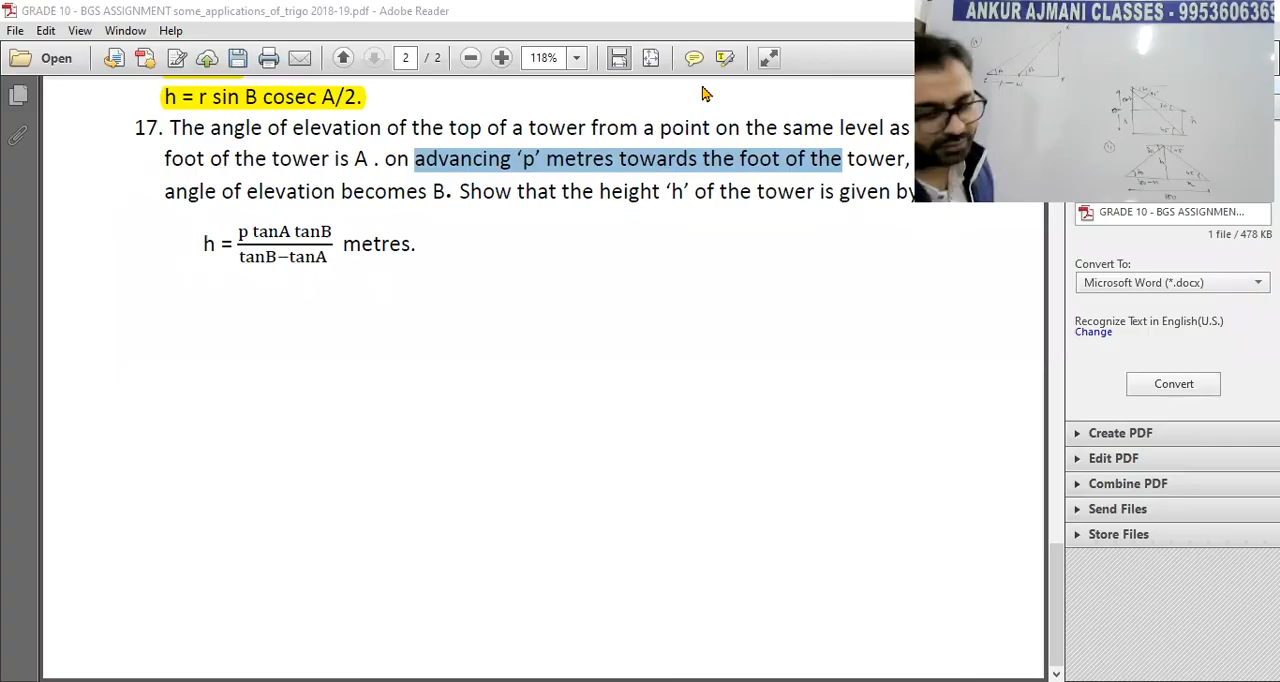 GRADE 10 - BGS ASSIGNMENT some_applications_of_trigo 2018-19.pdf - Adobe Reader
File Edit View Window Help
Open 2 / 2 118%
ANKUR AJMANI CLASSES - 9953606369
h = r sin B cosec A/2.
17. The angle of elevation of the top of a tower from a point on the same level as
foot of the tower is A . on advancing ‘p’ metres towards the foot of the tower,
angle of elevation becomes B. Show that the height ‘h’ of the tower is given by
h = p tanA tanB / tanB−tanA metres.
GRADE 10 - BGS ASSIGNMEN...
1 file / 478 KB
Convert To:
Microsoft Word (*.docx)
Recognize Text in English(U.S.)
Change
Convert
Create PDF
Edit PDF
Combine PDF
Send Files
Store Files